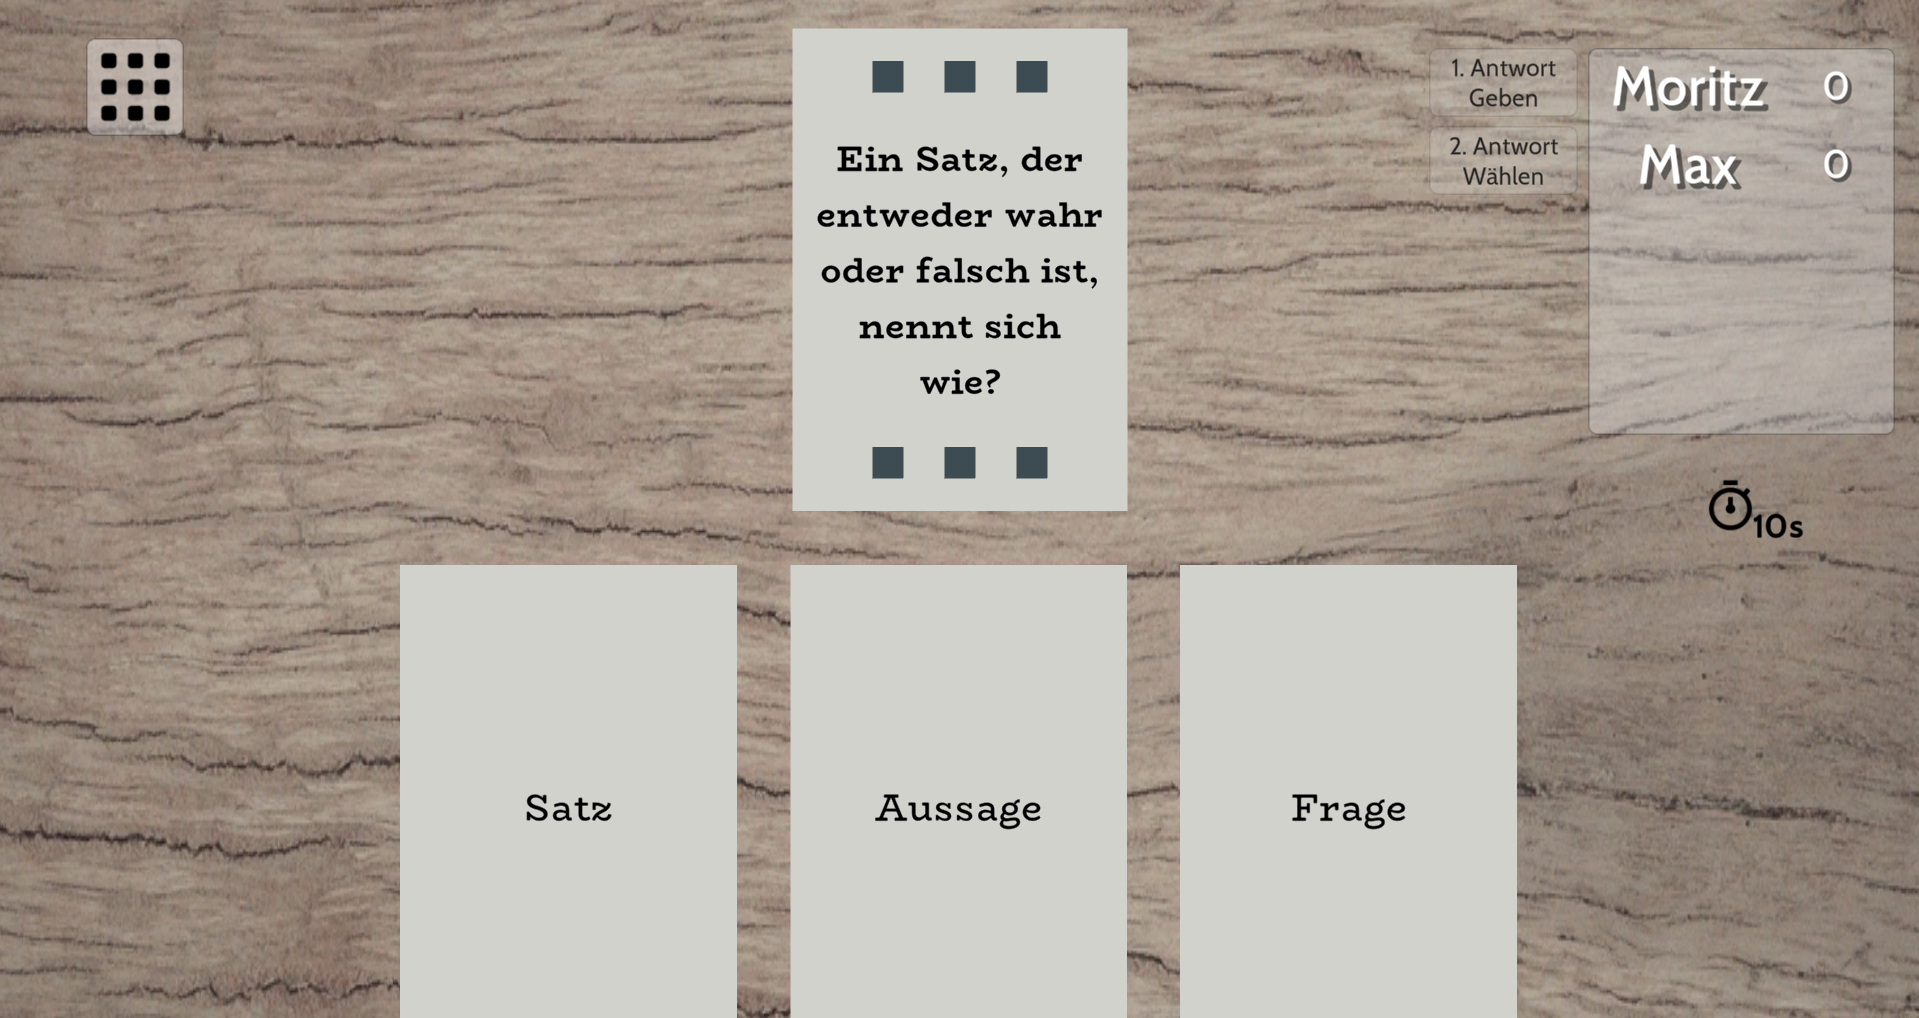 Ein Satz, der
entweder wahr
oder falsch ist,
nennt sich
wie?
1. Antwort
Geben
2. Antwort
Wählen
Moritz 0
Max 0
10s
Satz
Aussage
Frage